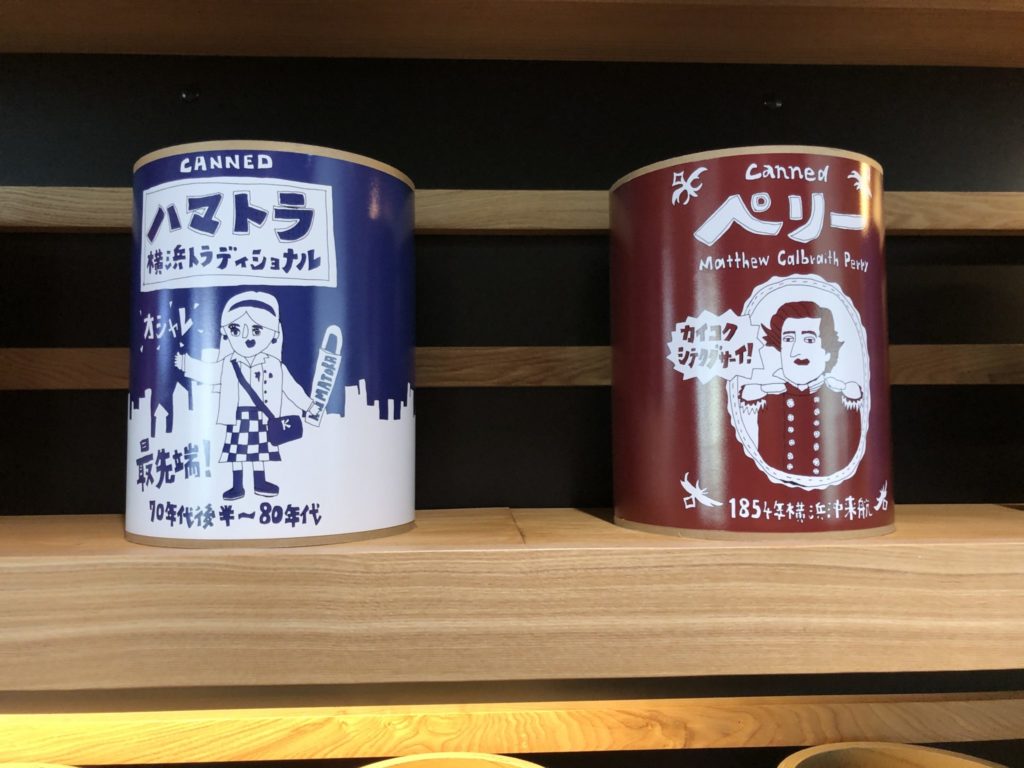 CANNED
ハマトラ
横浜トラディショナル
オシャレ
HAMATORA
K
最先端!
70年代後半〜80年代
Canned
ペリー
Matthew Calbraith Perry
カイコク
シテクダサーイ!
1854年横浜沖来航